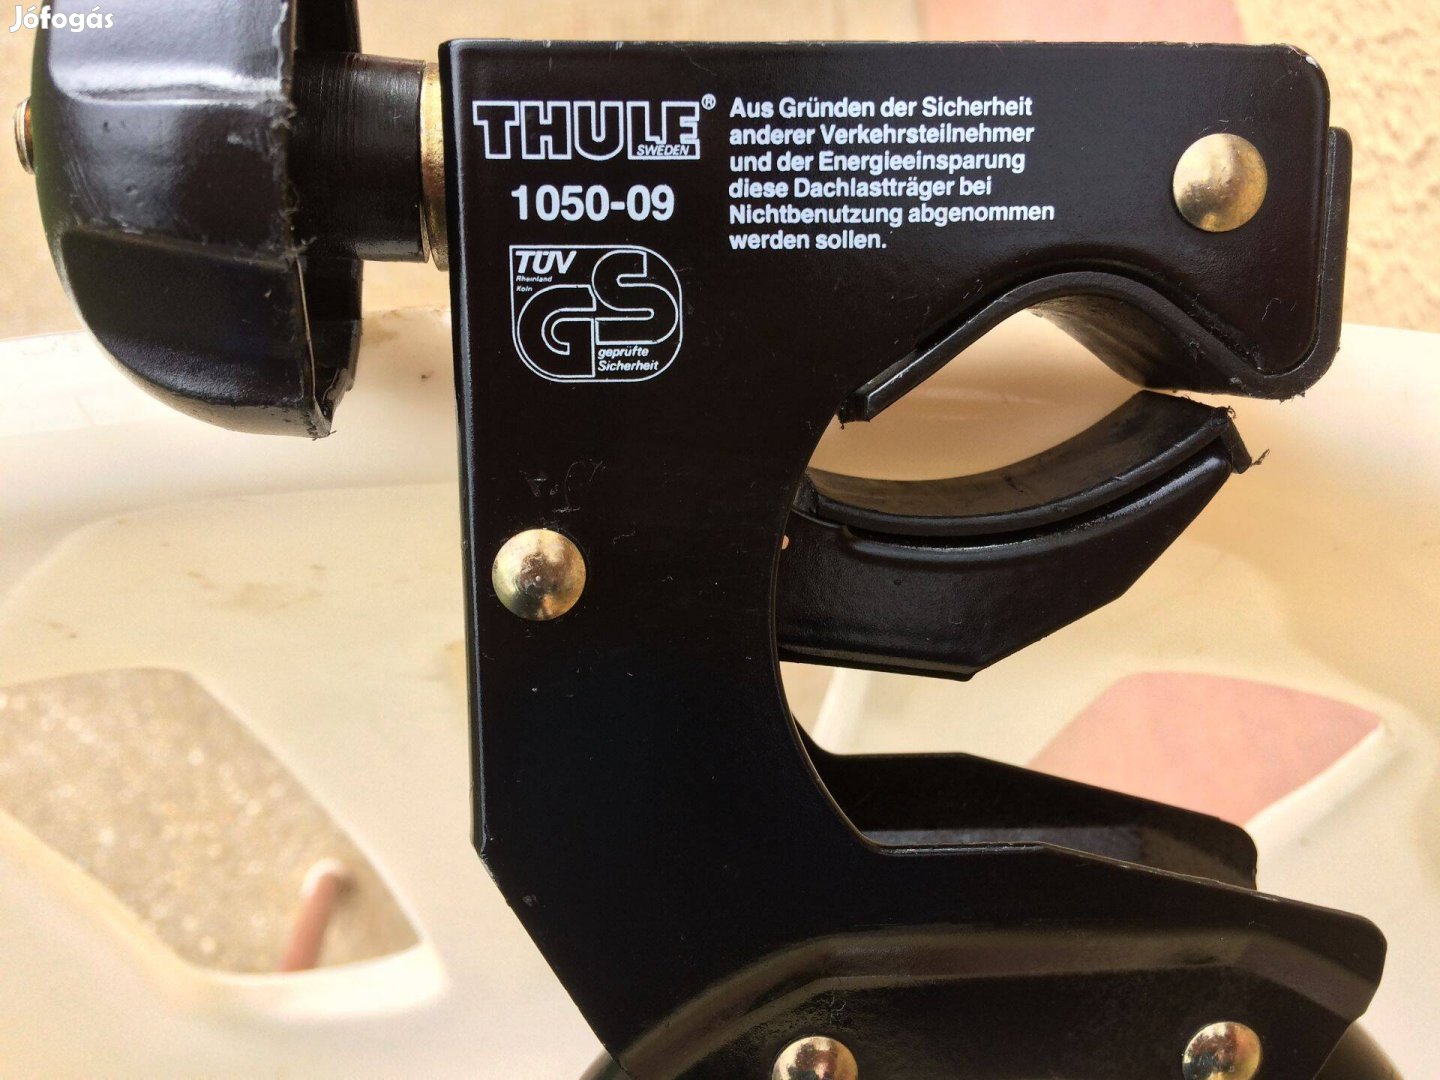 Jófogás
THULE®
SWEDEN
1050-09
Aus Gründen der Sicherheit
anderer Verkehrsteilnehmer
und der Energieeinsparung
diese Dachlastträger bei
Nichtbenutzung abgenommen
werden sollen.
TÜV
Rheinland
Köln
GS
geprüfte
Sicherheit